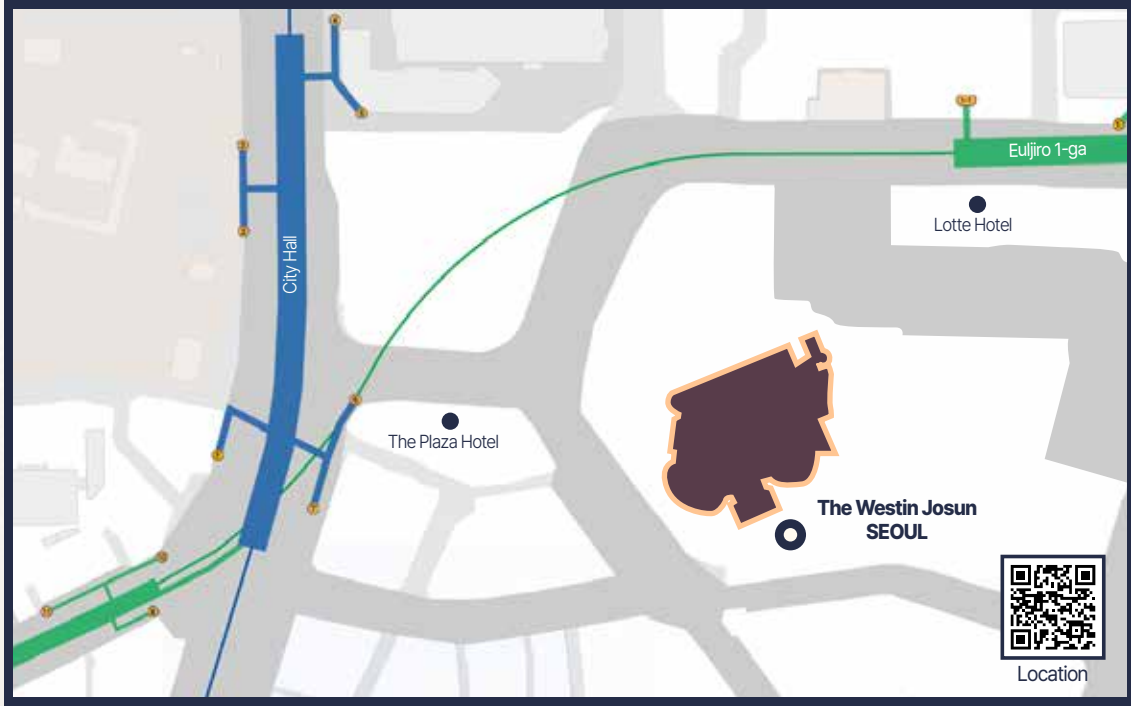 City Hall
Euljiro 1-ga
Lotte Hotel
The Plaza Hotel
The Westin Josun
SEOUL
Location